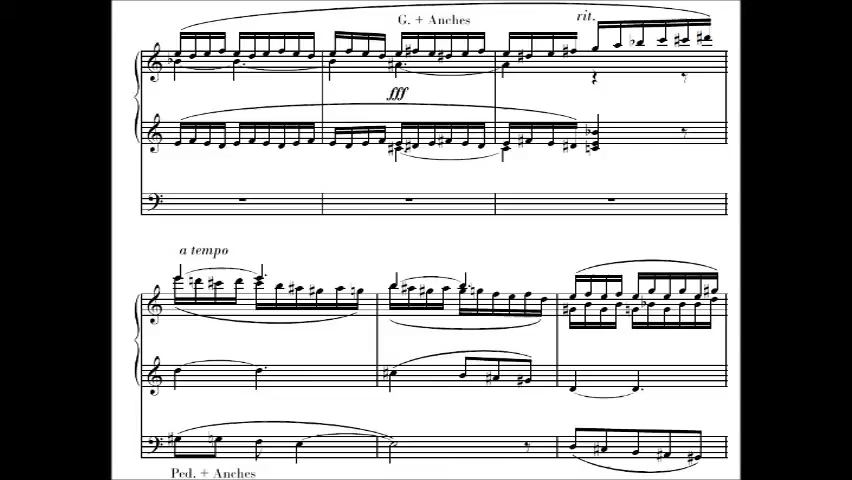 G. + Anches
rit.
fff
a tempo
Ped. + Anches